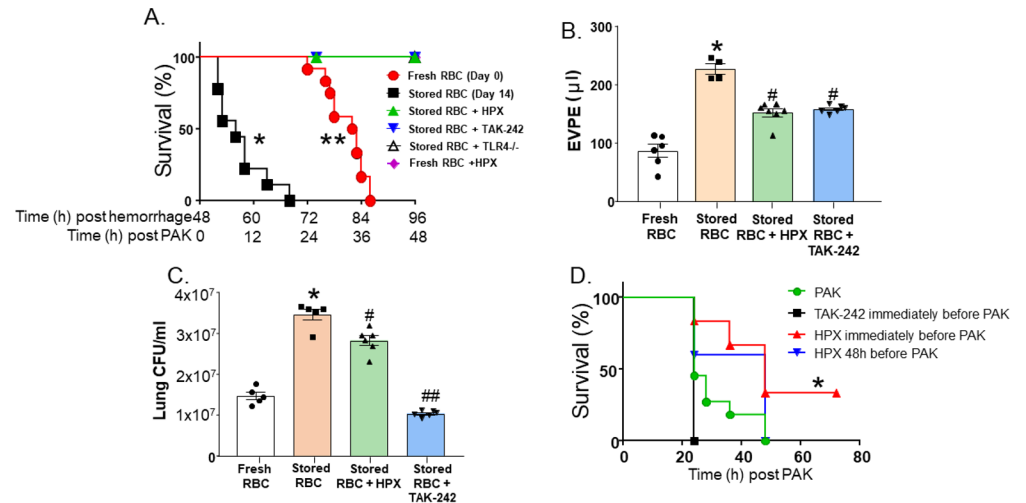 A.
Survival (%)
100
50
0
Fresh RBC (Day 0)
Stored RBC (Day 14)
Stored RBC + HPX
Stored RBC + TAK-242
Stored RBC + TLR4-/-
Fresh RBC +HPX
*
**
Time (h) post hemorrhage 48 60 72 84 96
Time (h) post PAK 0 12 24 36 48
B.
EVPE (µl)
300
200
100
0
*
#
#
Fresh RBC
Stored RBC
Stored RBC + HPX
Stored RBC + TAK-242
C.
Lung CFU/ml
4x10⁷
3x10⁷
2x10⁷
1x10⁷
0
*
#
##
Fresh RBC
Stored RBC
Stored RBC + HPX
Stored RBC + TAK-242
D.
Survival (%)
100
50
0
PAK
TAK-242 immediately before PAK
HPX immediately before PAK
HPX 48h before PAK
*
0 20 40 60 80
Time (h) post PAK